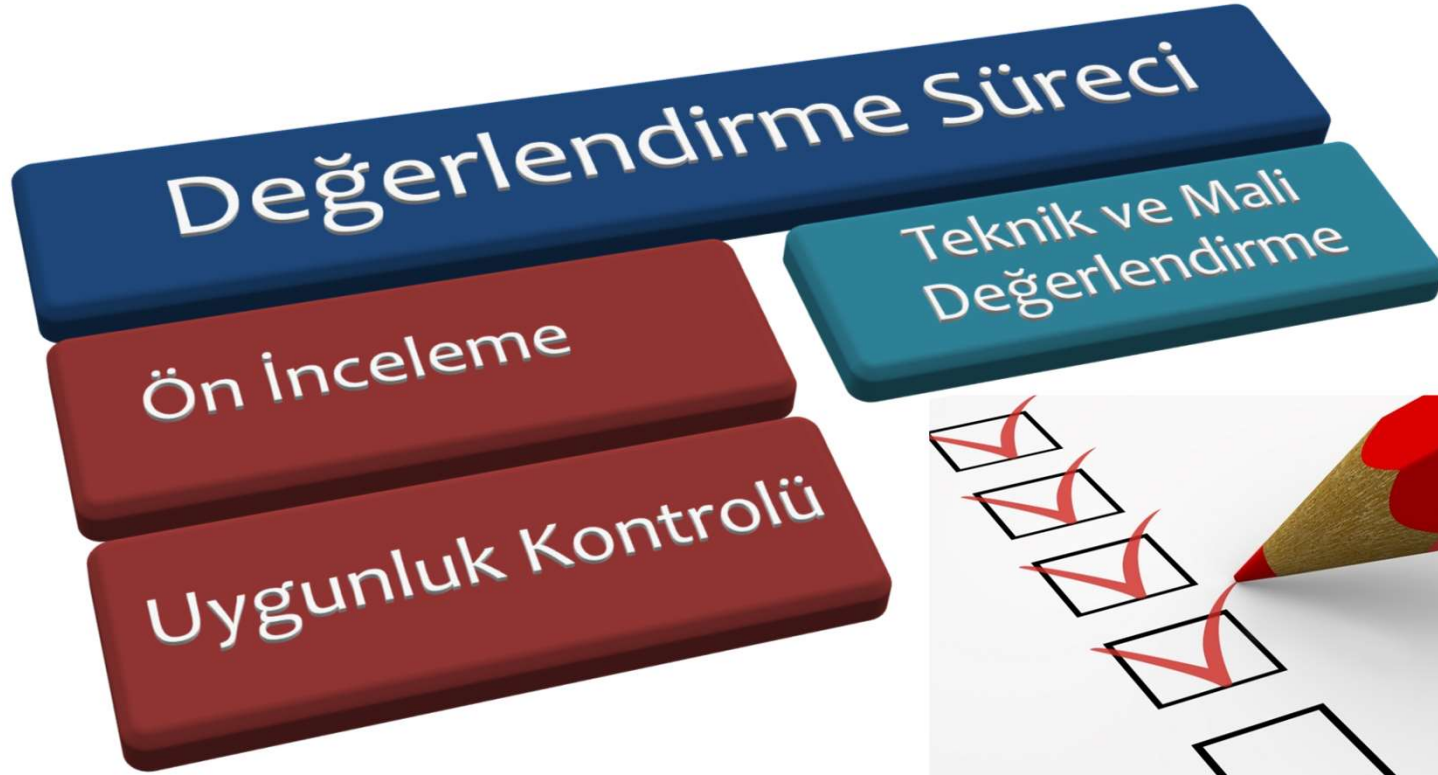 Değerlendirme Süreci
Ön İnceleme
Uygunluk Kontrolü
Teknik ve Mali
Değerlendirme